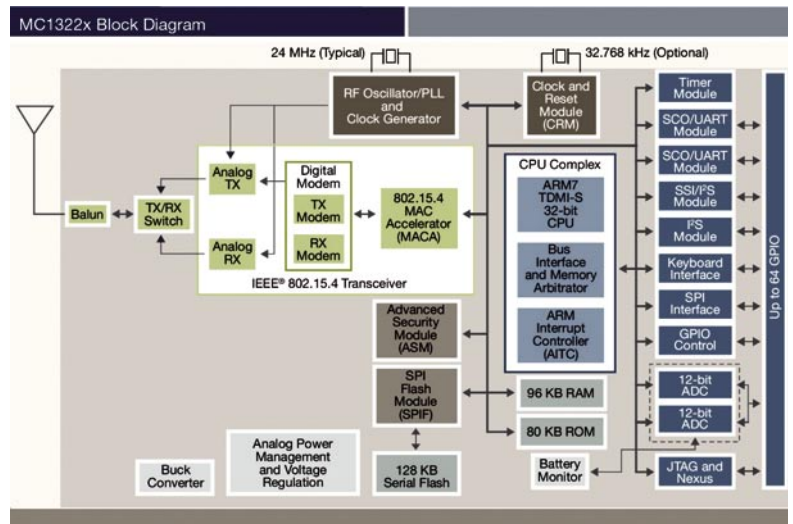 MC1322x Block Diagram
24 MHz (Typical)
32.768 kHz (Optional)
RF Oscillator/PLL
and
Clock Generator
Clock and
Reset
Module
(CRM)
Timer
Module
SCO/UART
Module
SCO/UART
Module
SSI/I²S
Module
I²S
Module
Keyboard
Interface
SPI
Interface
GPIO
Control
12-bit
ADC
12-bit
ADC
JTAG and
Nexus
Up to 64 GPIO
CPU Complex
ARM7
TDMI-S
32-bit
CPU
Bus
Interface
and Memory
Arbitrator
ARM
Interrupt
Controller
(AITC)
Balun
TX/RX
Switch
Analog
TX
Analog
RX
Digital
Modem
TX
Modem
RX
Modem
802.15.4
MAC
Accelerator
(MACA)
IEEE® 802.15.4 Transceiver
Advanced
Security
Module
(ASM)
SPI
Flash
Module
(SPIF)
96 KB RAM
80 KB ROM
Buck
Converter
Analog Power
Management
and Voltage
Regulation
128 KB
Serial Flash
Battery
Monitor